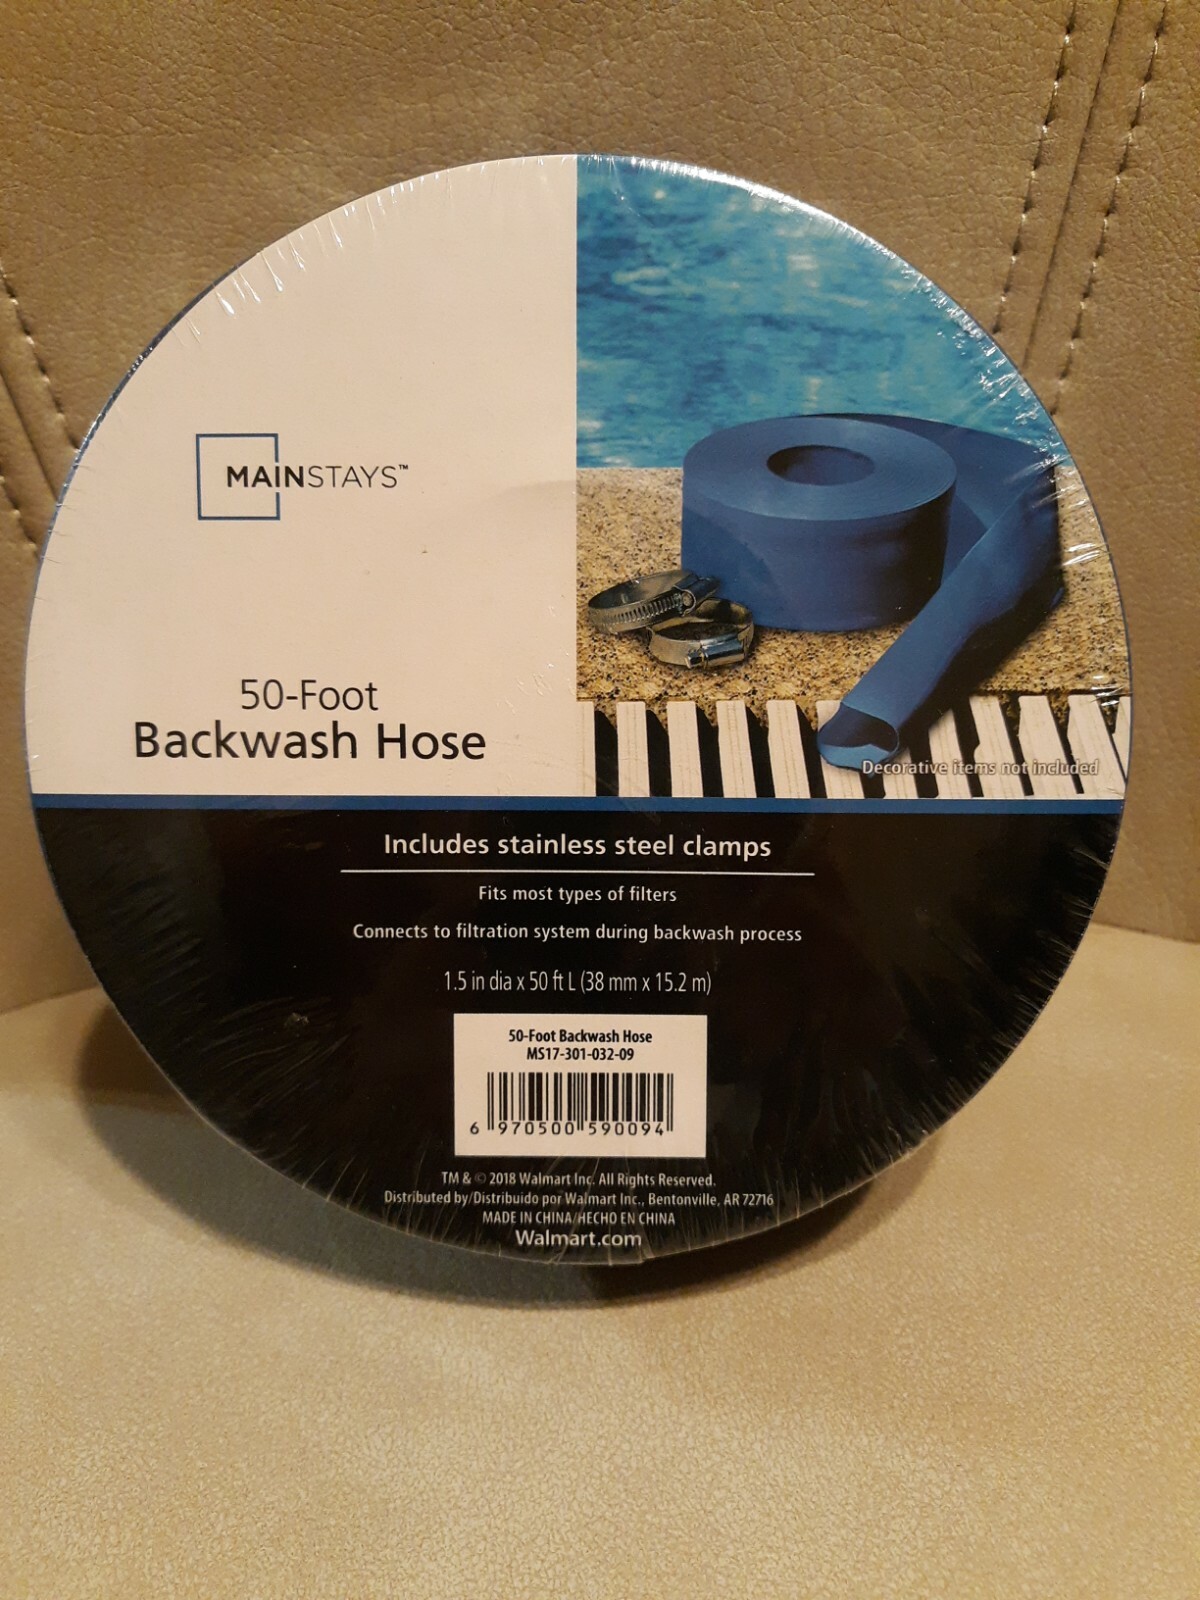 MAINSTAYS™
50-Foot
Backwash Hose
Decorative items not included
Includes stainless steel clamps
Fits most types of filters
Connects to filtration system during backwash process
1.5 in dia x 50 ft L (38 mm x 15.2 m)
50-Foot Backwash Hose
MS17-301-032-09
6 970500 590094
TM & © 2018 Walmart Inc. All Rights Reserved.
Distributed by/Distribuido por Walmart Inc., Bentonville, AR 72716
MADE IN CHINA/HECHO EN CHINA
Walmart.com